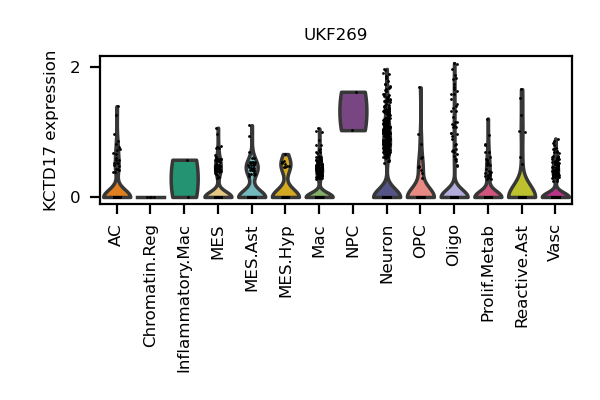 UKF269
KCTD17 expression
2
0
AC
Chromatin.Reg
Inflammatory.Mac
MES
MES.Ast
MES.Hyp
Mac
NPC
Neuron
OPC
Oligo
Prolif.Metab
Reactive.Ast
Vasc